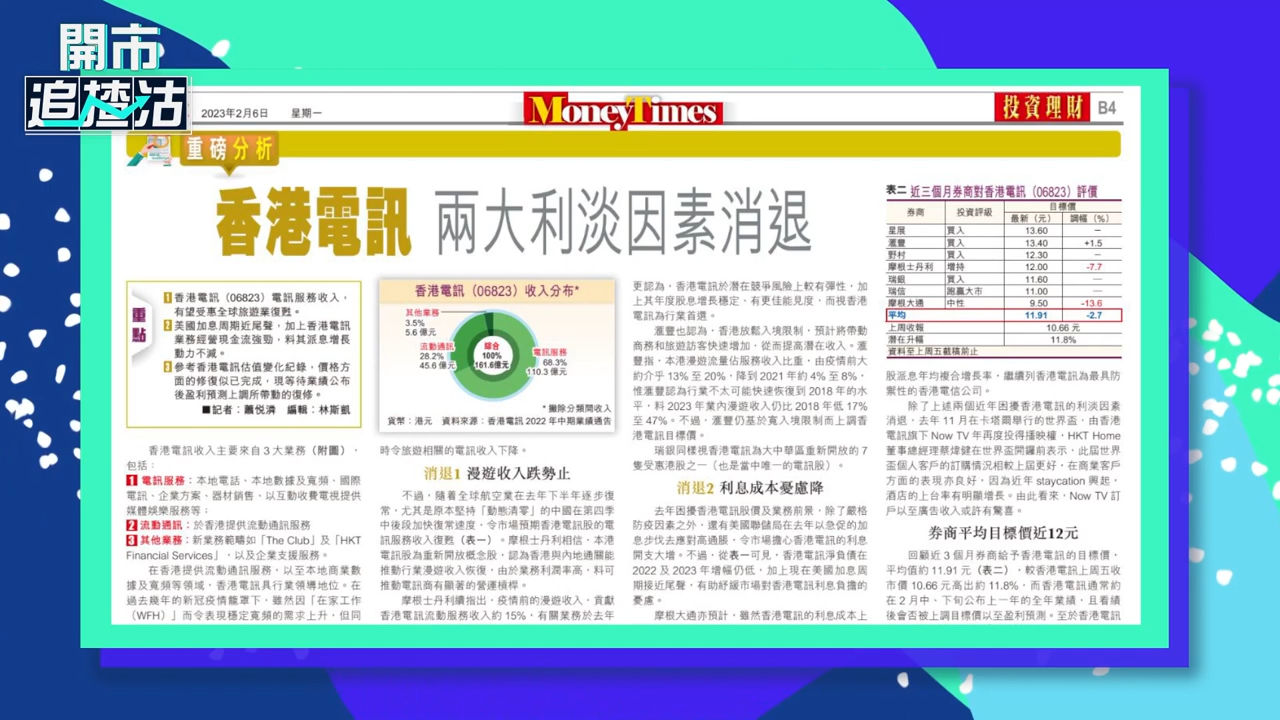 開市
追揸沽
2023年2月6日 星期一
MoneyTimes
投資理財 B4
重磅分析
香港電訊 兩大利淡因素消退
重點
1 香港電訊（06823）電訊服務收入，
有望受惠全球旅遊業復甦。
2 美國加息周期近尾聲，加上香港電訊
業務經營現金流強勁，料其派息增長
動力不減。
3 參考香港電訊估值變化紀錄，價格方
面的修復似已完成，現等待業績公布
後盈利預測上調所帶動的復修。
■記者：蕭悅濤 編輯：林斯凱
香港電訊收入主要來自3大業務（附圖），
包括：
1 電訊服務：本地電話、本地數據及寬頻、國際
電訊、企業方案、器材銷售、以互動收費電視提供
媒體娛樂服務等；
2 流動通訊：於香港提供流動通訊服務
3 其他業務：新業務範疇如「The Club」及「HKT
Financial Services」，以及企業支援服務。
在香港提供流動通訊服務，以至本地商業數
據及寬頻等領域，香港電訊具行業領導地位。在
過去幾年的新冠疫情籠罩下，雖然因「在家工作
（WFH）」而令表現穩定寬頻的需求上升，但同
香港電訊（06823）收入分布*
其他業務
3.5%
5.6億元
流動通訊
28.2%
45.6億元
綜合
100%
161.6億元
電訊服務
68.3%
110.3億元
*撇除分類間收入
貨幣：港元 資料來源：香港電訊2022年中期業績通告
時令旅遊相關的電訊收入下降。
消退1 漫遊收入跌勢止
不過，隨着全球航空業在去年下半年逐步復
常，尤其是原本堅持「動態清零」的中國在第四季
中後段加快復常速度，令市場預期香港電訊的電
訊服務收入復甦（表一）。摩根士丹利相信，本港
電訊股為重新開放概念股，認為香港與內地通關能
推動行業漫遊收入恢復，由於業務利潤率高，料可
推動電訊商有顯著的營運槓桿。
摩根士丹利續指出，疫情前的漫遊收入，貢獻
香港電訊流動服務收入約15%，有關業務於去年
更認為，香港電訊於潛在競爭風險上較有彈性，加
上其年度股息增長穩定，有更佳能見度，而視香港
電訊為行業首選。
滙豐也認為，香港放鬆入境限制，預計將帶動
商務和旅遊訪客快速增加，從而提高潛在收入。滙
豐指，本港漫遊流量佔服務收入比重，由疫情前大
約介乎13%至20%，降到2021年約4%至8%，
惟滙豐認為行業不太可能快速恢復到2018年的水
平，料2023年業內漫遊收入仍比2018年低17%
至47%。不過，滙豐仍基於寬入境限制而上調香
港電訊目標價。
瑞銀同樣視香港電訊為大中華區重新開放的7
隻受惠港股之一（也是當中唯一的電訊股）。
消退2 利息成本憂慮降
去年困擾香港電訊股價及業務前景，除了嚴格
防疫因素之外，還有美國聯儲局在去年以急促的加
息步伐去應對高通脹，令市場擔心香港電訊的利息
開支大增。不過，從表一可見，香港電訊淨負債在
2022及2023年增幅仍低，加上現在美國加息周
期接近尾聲，有助紓緩市場對香港電訊利息負擔的
憂慮。
摩根大通亦預計，雖然香港電訊的利息成本上
表二 近三個月券商對香港電訊（06823）評價
券商 投資評級 目標價
最新（元） 調幅（%）
星展 買入 13.60 —
滙豐 買入 13.40 +1.5
野村 買入 12.30 —
摩根士丹利 增持 12.00 -7.7
瑞銀 買入 11.60 —
瑞信 跑贏大市 11.00 —
摩根大通 中性 9.50 -13.6
平均 11.91 -2.7
上周收報 10.66元
潛在升幅 11.8%
資料至上周五截稿前止
股派息年均複合增長率，繼續列香港電訊為最具防
禦性的香港電信公司。
除了上述兩個近年困擾香港電訊的利淡因素
消退，去年11月在卡塔爾舉行的世界盃，由香港
電訊旗下Now TV年再度投得播映權，HKT Home
董事總經理蔡煒健在世界盃開鑼前表示，此屆世界
盃個人客戶的訂購情況相較上屆更好，在商業客戶
方面的表現亦良好，因為近年staycation興起，
酒店的上台率有明顯增長。由此看來，Now TV訂
戶以至廣告收入或許有驚喜。
券商平均目標價近12元
回顧近3個月券商給予香港電訊的目標價，
平均值約11.91元（表二），較香港電訊上周五收
市價10.66元高出約11.8%，而香港電訊通常約
在2月中、下旬公布上一年的全年業績，且看績
後會否被上調目標價以至盈利預測。至於香港電訊